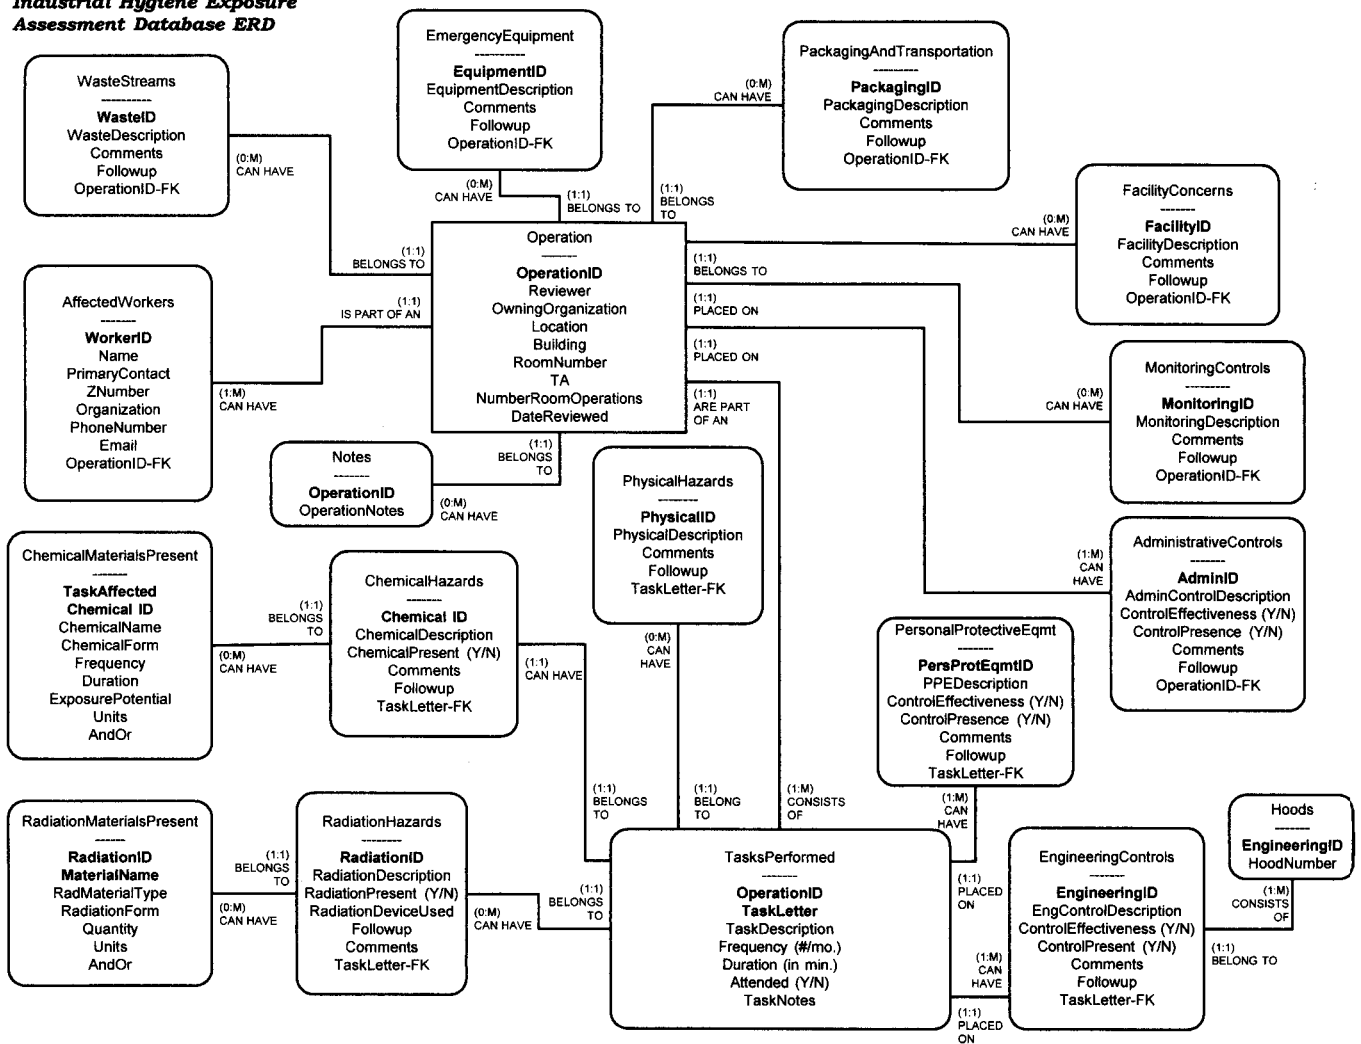 Industrial Hygiene Exposure
Assessment Database ERD
WasteStreams
----------
WasteID
WasteDescription
Comments
Followup
OperationID-FK
(0:M)
CAN HAVE
EmergencyEquipment
----------
EquipmentID
EquipmentDescription
Comments
Followup
OperationID-FK
(0:M)
CAN HAVE
(1:1)
BELONGS TO
PackagingAndTransportation
---------
PackagingID
PackagingDescription
Comments
Followup
OperationID-FK
(0:M)
CAN HAVE
(1:1)
BELONGS
TO
FacilityConcerns
-------
FacilityID
FacilityDescription
Comments
Followup
OperationID-FK
(0:M)
CAN HAVE
Operation
-------
OperationID
Reviewer
OwningOrganization
Location
Building
RoomNumber
TA
NumberRoomOperations
DateReviewed
(1:1)
BELONGS TO
(1:1)
IS PART OF AN
(1:1)
BELONGS TO
(1:1)
PLACED ON
(1:1)
PLACED ON
(1:1)
ARE PART
OF AN
(1:1)
BELONGS
TO
AffectedWorkers
-------
WorkerID
Name
PrimaryContact
ZNumber
Organization
PhoneNumber
Email
OperationID-FK
(1:M)
CAN HAVE
Notes
-------
OperationID
OperationNotes
(0:M)
CAN HAVE
MonitoringControls
---------
MonitoringID
MonitoringDescription
Comments
Followup
OperationID-FK
(0:M)
CAN HAVE
PhysicalHazards
--------
PhysicalID
PhysicalDescription
Comments
Followup
TaskLetter-FK
(0:M)
CAN
HAVE
AdministrativeControls
-------
AdminID
AdminControlDescription
ControlEffectiveness (Y/N)
ControlPresence (Y/N)
Comments
Followup
OperationID-FK
(1:M)
CAN
HAVE
ChemicalMaterialsPresent
-------
TaskAffected
Chemical ID
ChemicalName
ChemicalForm
Frequency
Duration
ExposurePotential
Units
AndOr
(0:M)
CAN HAVE
(1:1)
BELONGS
TO
ChemicalHazards
-------
Chemical ID
ChemicalDescription
ChemicalPresent (Y/N)
Comments
Followup
TaskLetter-FK
(1:1)
CAN HAVE
PersonalProtectiveEqmt
-------
PersProtEqmtID
PPEDescription
ControlEffectiveness (Y/N)
ControlPresence (Y/N)
Comments
Followup
TaskLetter-FK
(1:M)
CAN
HAVE
(1:1)
BELONGS
TO
(1:1)
BELONG
TO
(1:M)
CONSISTS
OF
RadiationMaterialsPresent
------
RadiationID
MaterialName
RadMaterialType
RadiationForm
Quantity
Units
AndOr
(0:M)
CAN HAVE
(1:1)
BELONGS
TO
RadiationHazards
--------
RadiationID
RadiationDescription
RadiationPresent (Y/N)
RadiationDeviceUsed
Followup
Comments
TaskLetter-FK
(0:M)
CAN HAVE
(1:1)
BELONGS
TO
TasksPerformed
-------
OperationID
TaskLetter
TaskDescription
Frequency (#/mo.)
Duration (in min.)
Attended (Y/N)
TaskNotes
(1:1)
PLACED
ON
(1:M)
CAN
HAVE
(1:1)
PLACED
ON
EngineeringControls
-------
EngineeringID
EngControlDescription
ControlEffectiveness (Y/N)
ControlPresent (Y/N)
Comments
Followup
TaskLetter-FK
(1:1)
BELONG TO
Hoods
-------
EngineeringID
HoodNumber
(1:M)
CONSISTS
OF